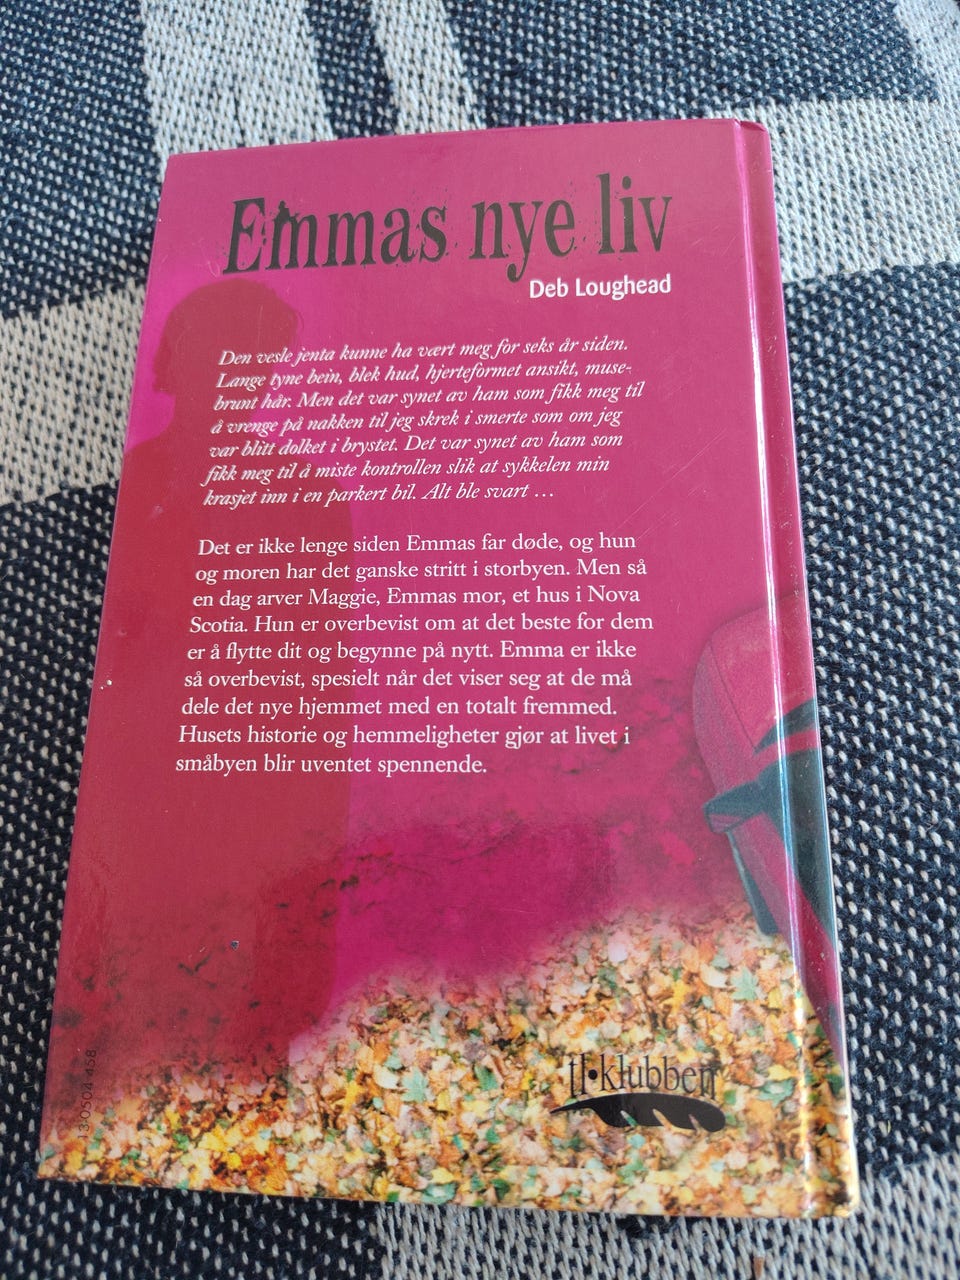 Emmas nye liv
Deb Loughead
Den vesle jenta kunne ha vært meg for seks år siden.
Lange tyne bein, blek hud, hjerteformet ansikt, muse-
brunt hår. Men det var synet av ham som fikk meg til
å vrenge på nakken til jeg skrek i smerte som om jeg
var blitt dolket i brystet. Det var synet av ham som
fikk meg til å miste kontrollen slik at sykkelen min
krasjet inn i en parkert bil. Alt ble svart …
Det er ikke lenge siden Emmas far døde, og hun
og moren har det ganske stritt i storbyen. Men så
en dag arver Maggie, Emmas mor, et hus i Nova
Scotia. Hun er overbevist om at det beste for dem
er å flytte dit og begynne på nytt. Emma er ikke
så overbevist, spesielt når det viser seg at de må
dele det nye hjemmet med en totalt fremmed.
Husets historie og hemmeligheter gjør at livet i
småbyen blir uventet spennende.
tl•klubben
130504458